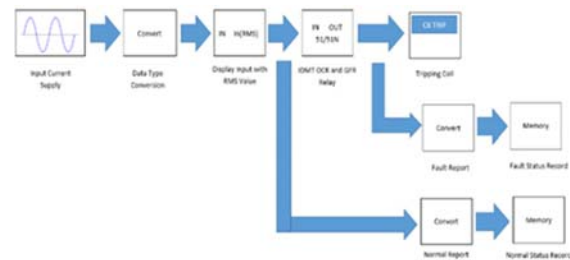 Convert
IN IN(RMS)
IN OUT
51/51N
CB TRIP
Input Current
Supply
Data Type
Conversion
Display Input with
RMS Value
IDMT OCR and GFR
Relay
Tripping Coil
Convert
Memory
Fault Report
Fault Status Record
Convert
Memory
Normal Report
Normal Status Record